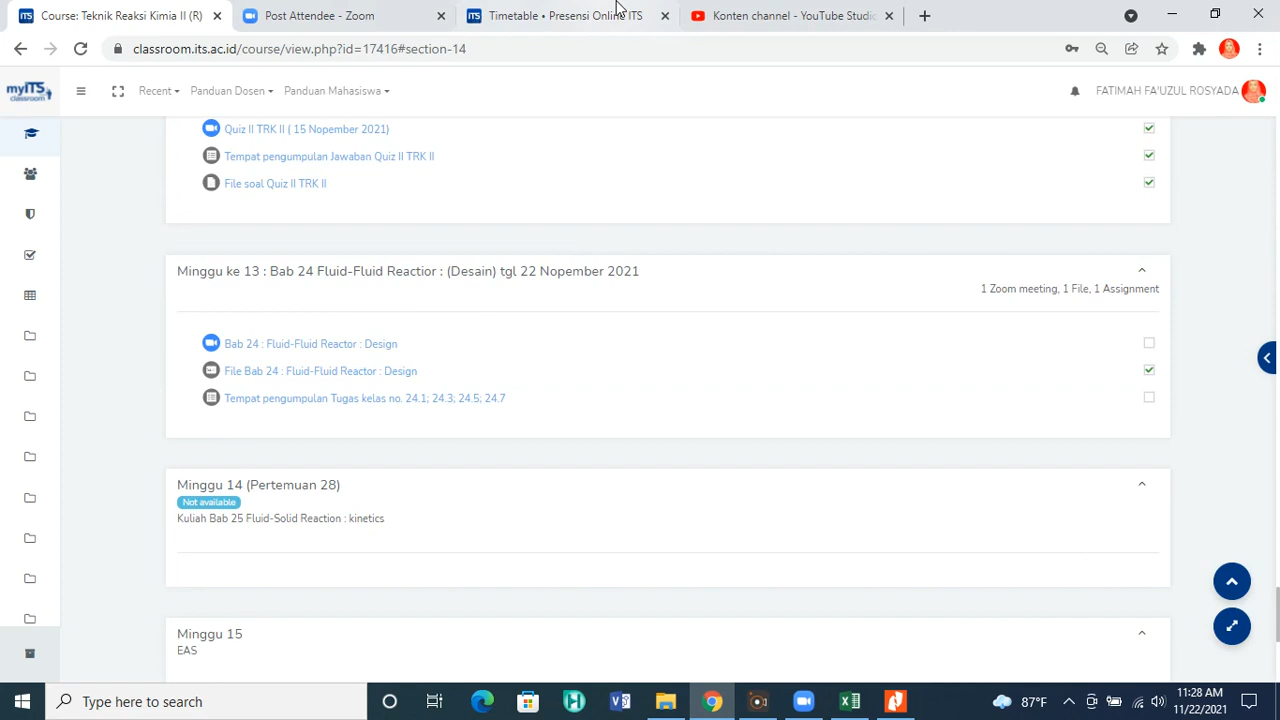 Course: Teknik Reaksi Kimia II (R)
Post Attendee - Zoom
Timetable • Presensi Online ITS
Konten channel - YouTube Studio
classroom.its.ac.id/course/view.php?id=17416#section-14
myITS
classroom
Recent
Panduan Dosen
Panduan Mahasiswa
FATIMAH FA'UZUL ROSYADA
Quiz II TRK II ( 15 Nopember 2021)
Tempat pengumpulan Jawaban Quiz II TRK II
File soal Quiz II TRK II
Minggu ke 13 : Bab 24 Fluid-Fluid Reactior : (Desain) tgl 22 Nopember 2021
1 Zoom meeting, 1 File, 1 Assignment
Bab 24 : Fluid-Fluid Reactor : Design
File Bab 24 : Fluid-Fluid Reactor : Design
Tempat pengumpulan Tugas kelas no. 24.1; 24.3; 24.5; 24.7
Minggu 14 (Pertemuan 28)
Not available
Kuliah Bab 25 Fluid-Solid Reaction : kinetics
Minggu 15
EAS
Type here to search
87°F
11:28 AM
11/22/2021